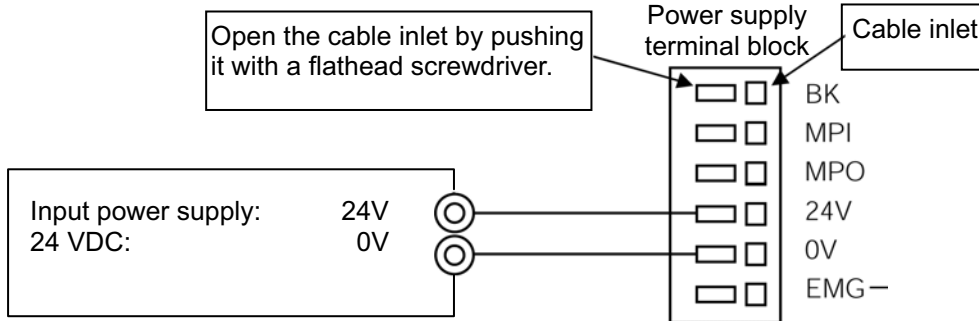 Open the cable inlet by pushing
it with a flathead screwdriver.
Power supply
terminal block
Cable inlet
BK
MPI
MPO
Input power supply: 24V
24 VDC: 0V
24V
0V
EMG−